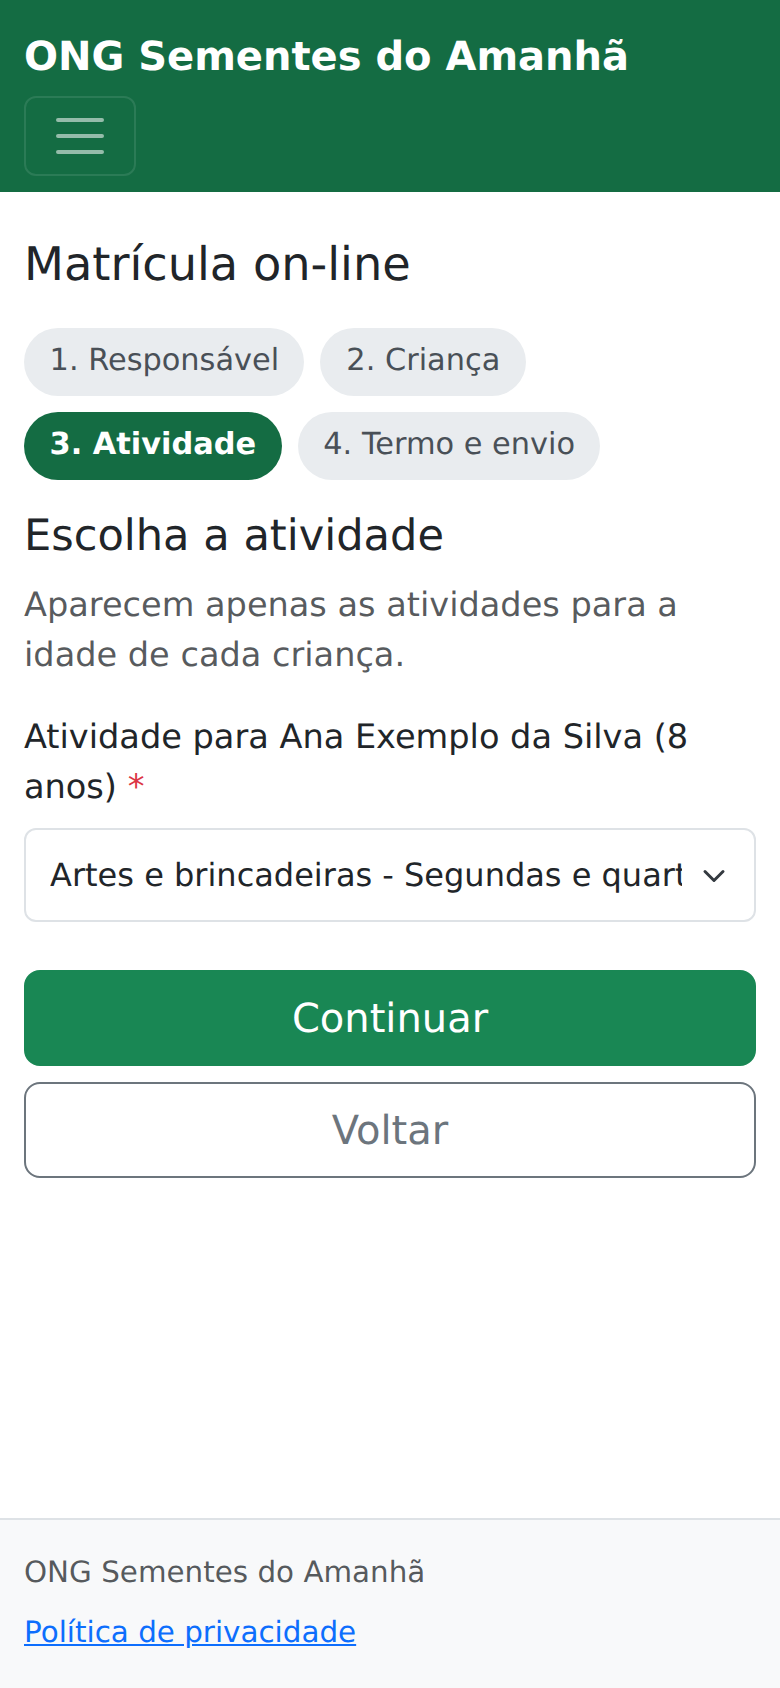 ONG Sementes do Amanhã
Matrícula on-line
1. Responsável
2. Criança
3. Atividade
4. Termo e envio
Escolha a atividade
Aparecem apenas as atividades para a
idade de cada criança.
Atividade para Ana Exemplo da Silva (8
anos) *
Artes e brincadeiras - Segundas e quart
Continuar
Voltar
ONG Sementes do Amanhã
Política de privacidade